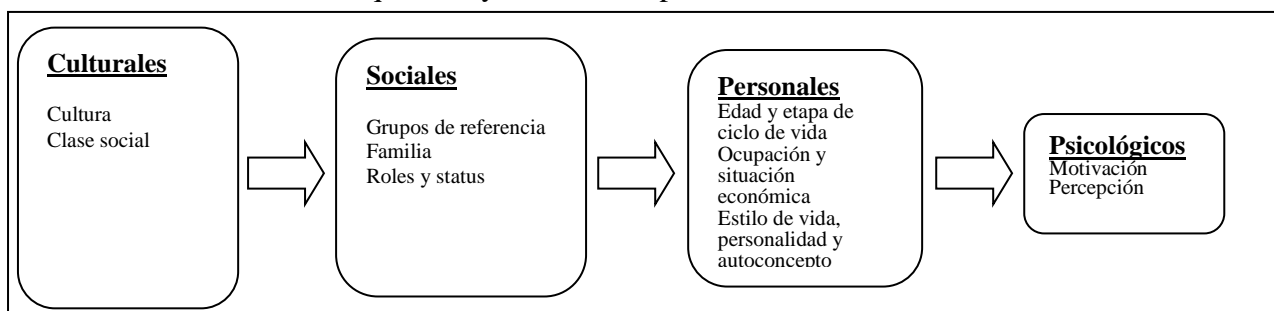 Culturales
Cultura
Clase social
Sociales
Grupos de referencia
Familia
Roles y status
Personales
Edad y etapa de
ciclo de vida
Ocupación y
situación
económica
Estilo de vida,
personalidad y
autoconcepto
Psicológicos
Motivación
Percepción